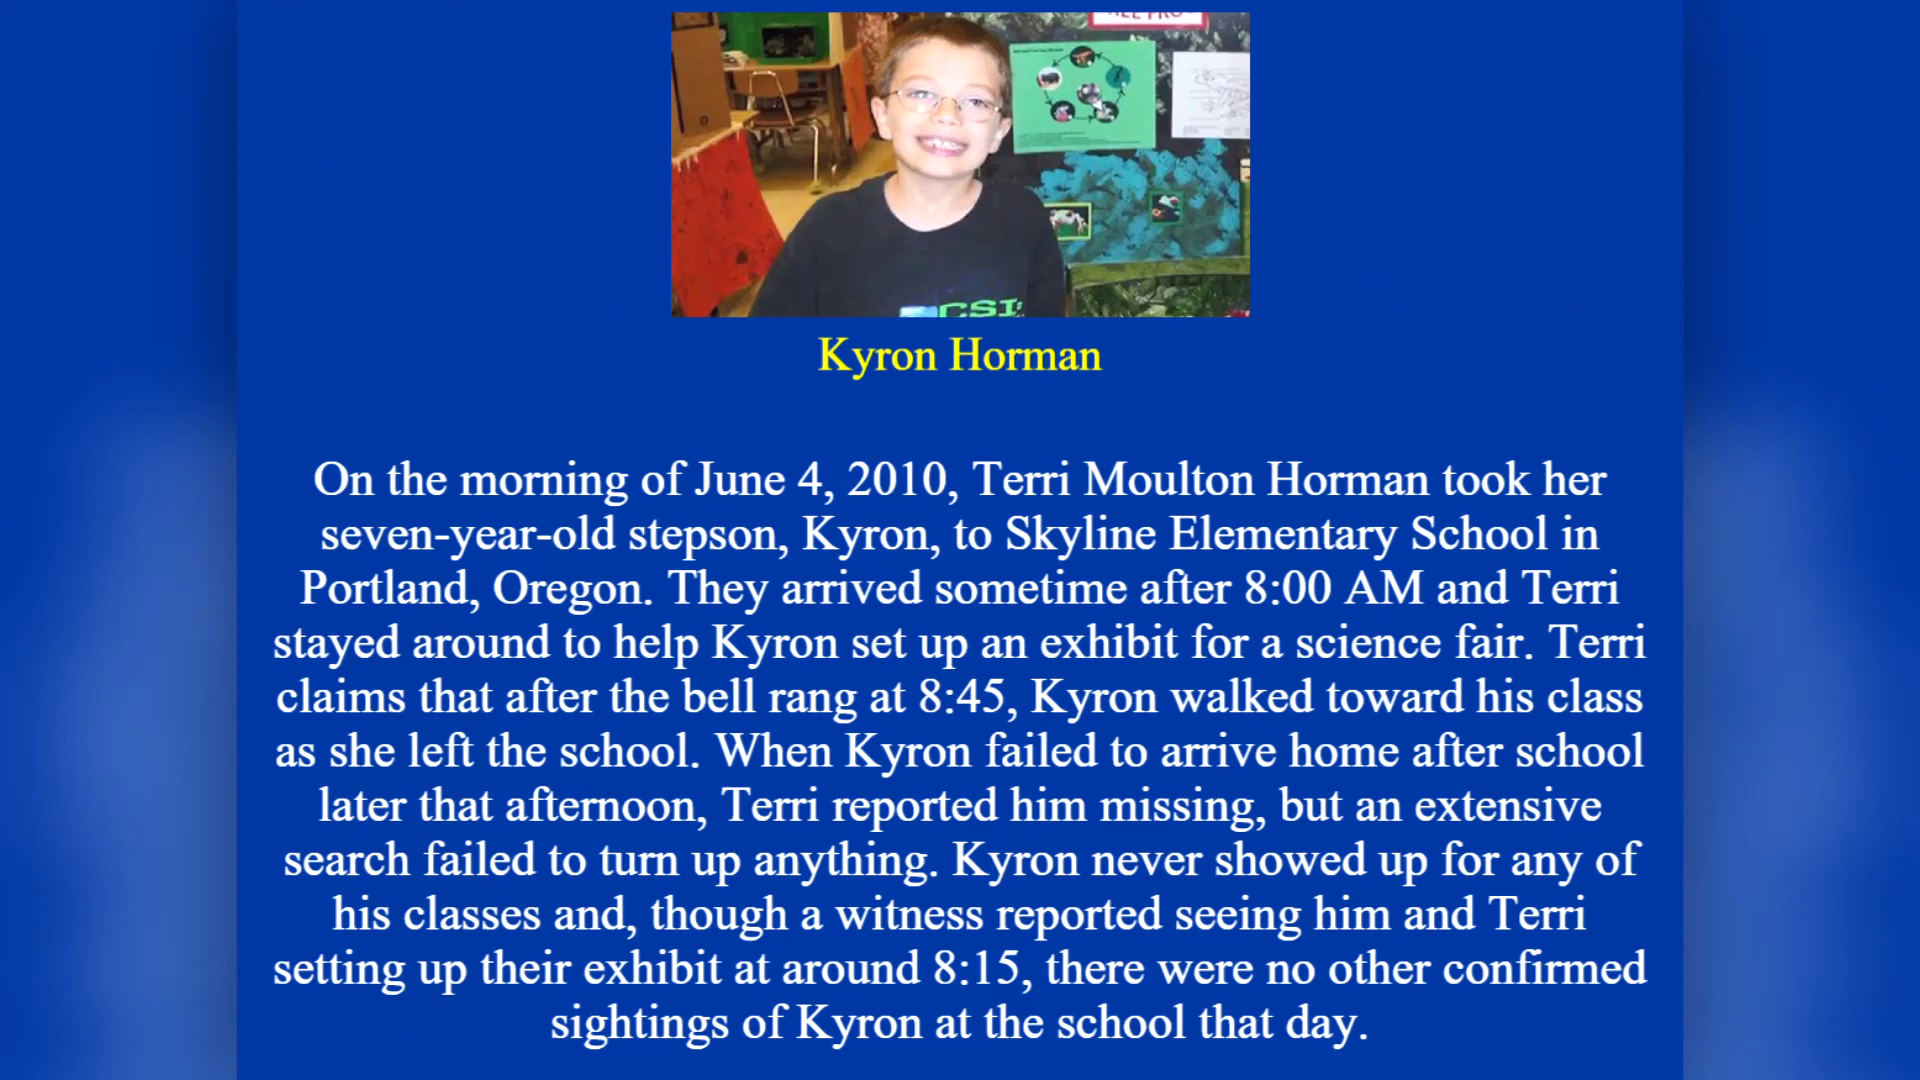 CSI:
Kyron Horman
On the morning of June 4, 2010, Terri Moulton Horman took her
seven-year-old stepson, Kyron, to Skyline Elementary School in
Portland, Oregon. They arrived sometime after 8:00 AM and Terri
stayed around to help Kyron set up an exhibit for a science fair. Terri
claims that after the bell rang at 8:45, Kyron walked toward his class
as she left the school. When Kyron failed to arrive home after school
later that afternoon, Terri reported him missing, but an extensive
search failed to turn up anything. Kyron never showed up for any of
his classes and, though a witness reported seeing him and Terri
setting up their exhibit at around 8:15, there were no other confirmed
sightings of Kyron at the school that day.